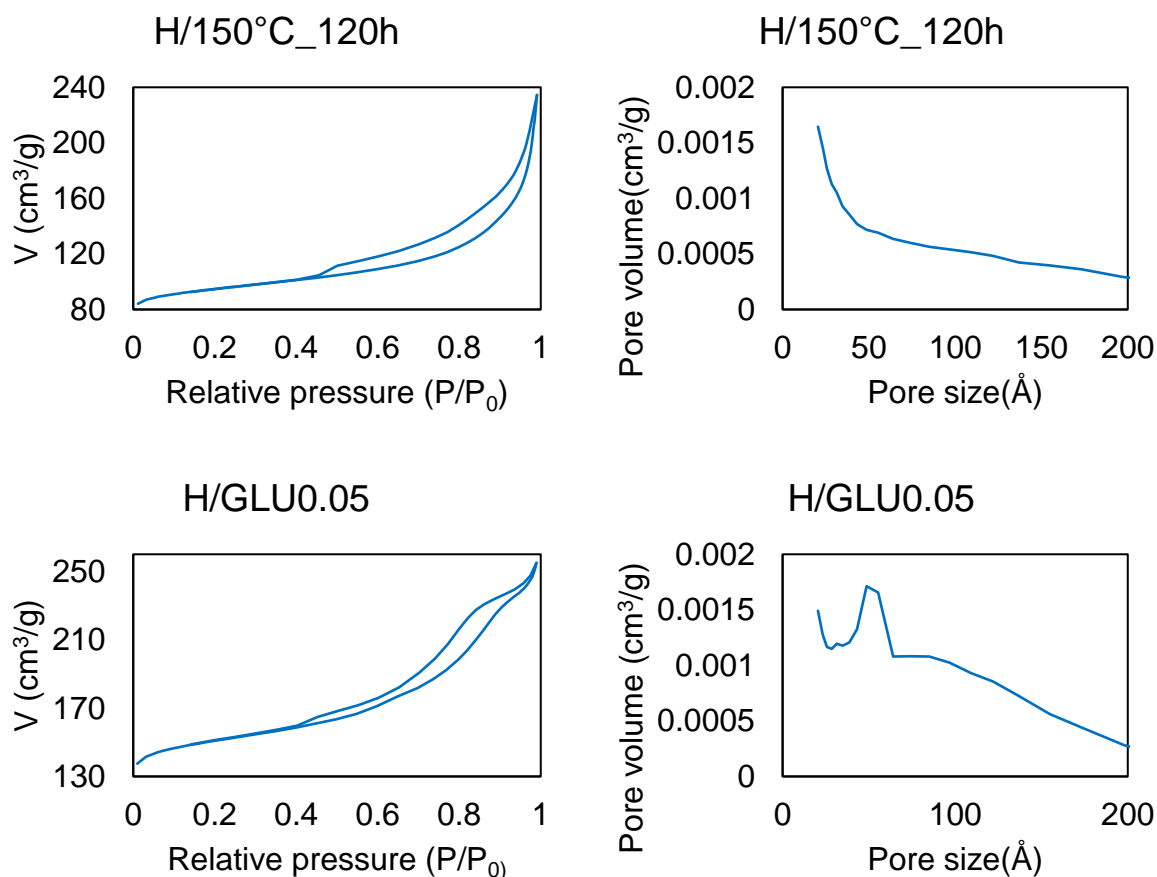 H/150°C_120h
V (cm³/g)
240
200
160
120
80
0 0.2 0.4 0.6 0.8 1
Relative pressure (P/P₀)
H/150°C_120h
Pore volume(cm³/g)
0.002
0.0015
0.001
0.0005
0
0 50 100 150 200
Pore size(Å)
H/GLU0.05
V (cm³/g)
250
210
170
130
0 0.2 0.4 0.6 0.8 1
Relative pressure (P/P₀₎
H/GLU0.05
Pore volume (cm³/g)
0.002
0.0015
0.001
0.0005
0
0 100 200
Pore size(Å)